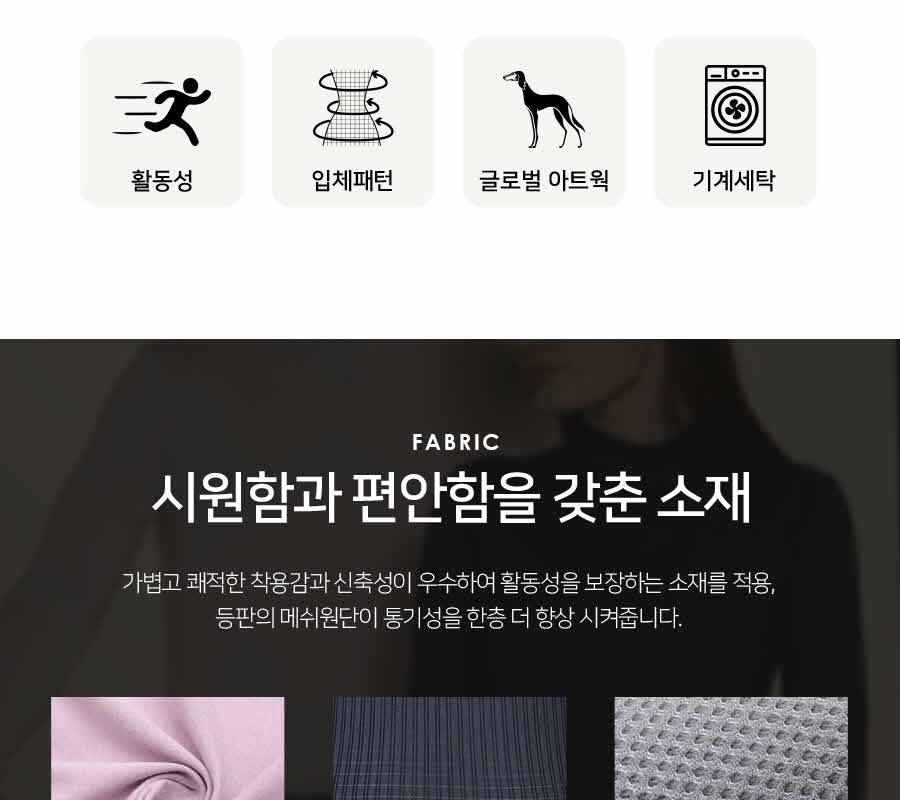 활동성
입체패턴
글로벌 아트웍
기계세탁
FABRIC
시원함과 편안함을 갖춘 소재
가볍고 쾌적한 착용감과 신축성이 우수하여 활동성을 보장하는 소재를 적용,
등판의 메쉬원단이 통기성을 한층 더 향상 시켜줍니다.